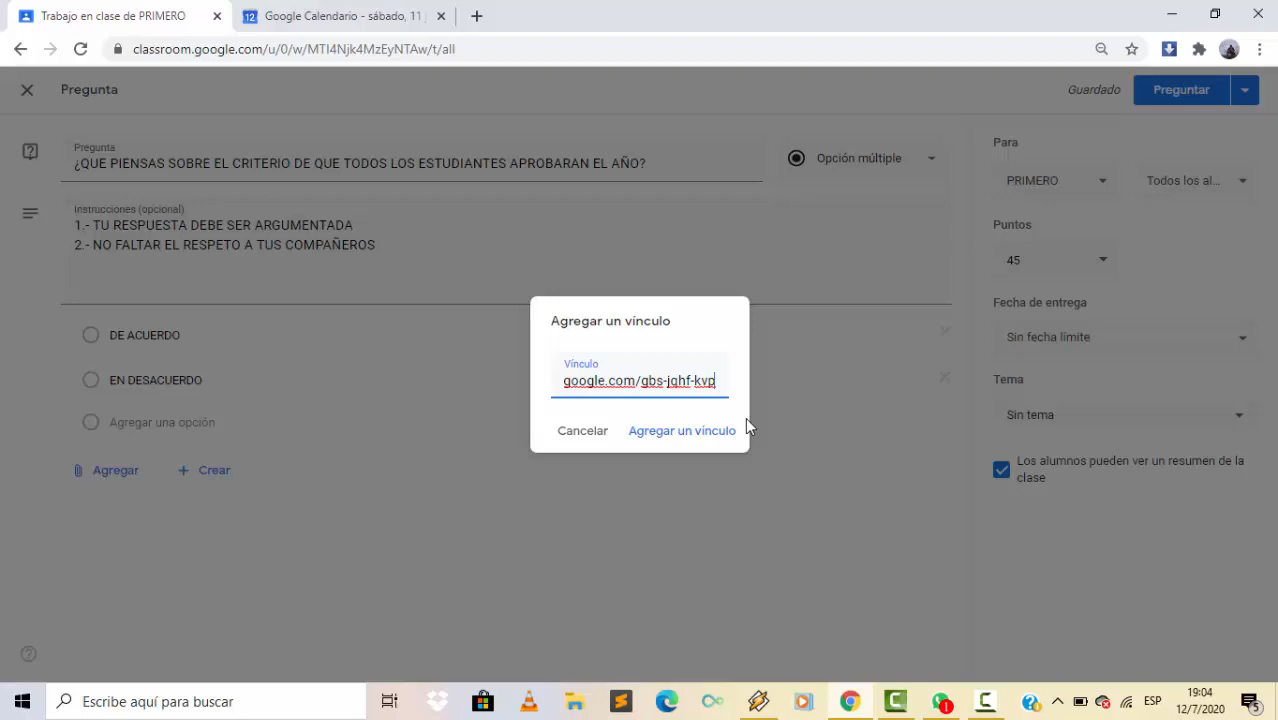 Trabajo en clase de PRIMERO
Google Calendario - sábado, 11
classroom.google.com/u/0/w/MTI4Njk4MzEyNTAw/t/all
Pregunta
Guardado
Preguntar
Pregunta
¿QUE PIENSAS SOBRE EL CRITERIO DE QUE TODOS LOS ESTUDIANTES APROBARAN EL AÑO?
Opción múltiple
Instrucciones (opcional)
1.- TU RESPUESTA DEBE SER ARGUMENTADA
2.- NO FALTAR EL RESPETO A TUS COMPAÑEROS
DE ACUERDO
EN DESACUERDO
Agregar una opción
Agregar
Crear
Para
PRIMERO
Todos los al...
Puntos
45
Fecha de entrega
Sin fecha límite
Tema
Sin tema
Los alumnos pueden ver un resumen de la
clase
Agregar un vínculo
Vínculo
google.com/gbs-jghf-kvp
Cancelar
Agregar un vínculo
Escribe aquí para buscar
1
ESP
19:04
12/7/2020
5